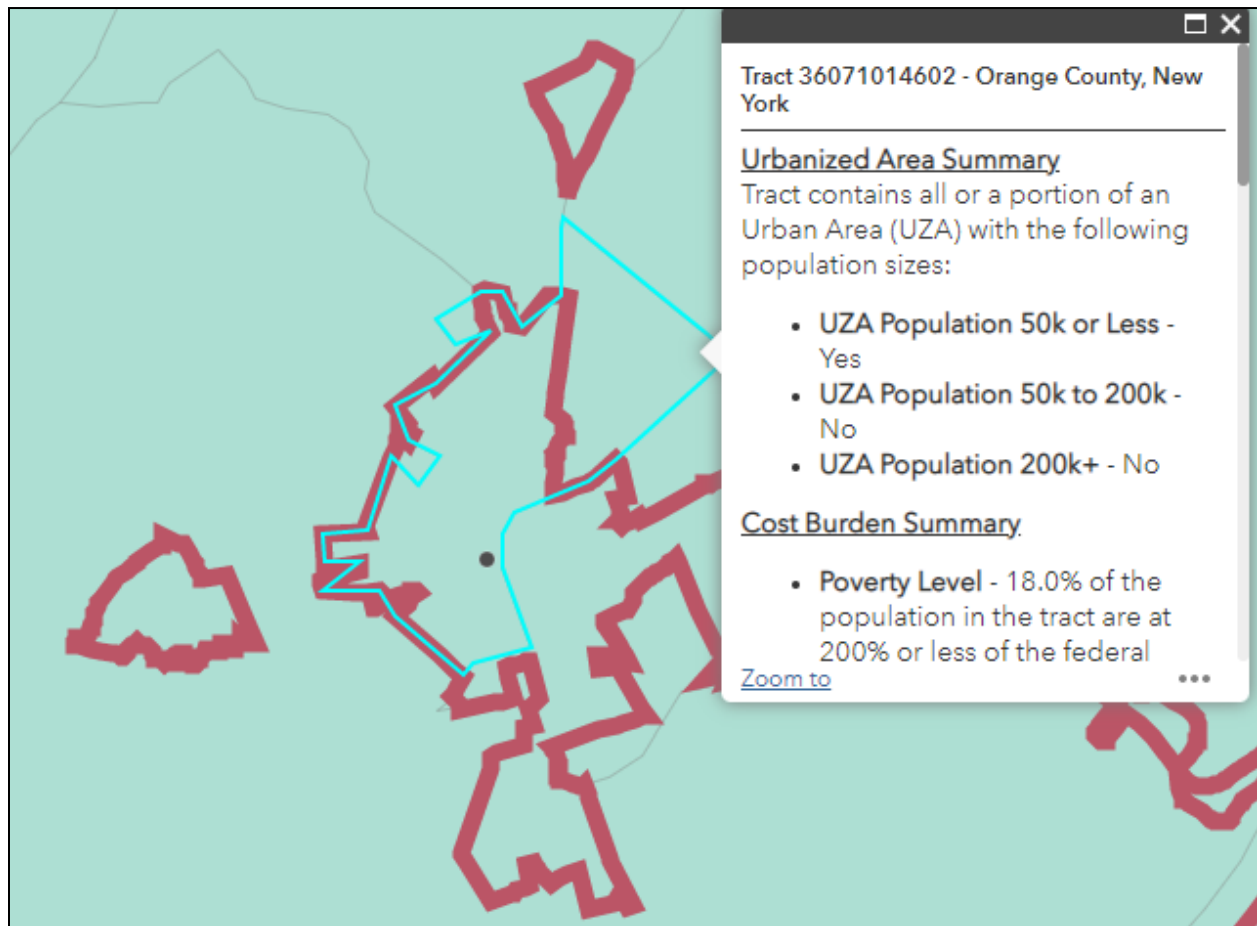 Tract 36071014602 - Orange County, New
York
Urbanized Area Summary
Tract contains all or a portion of an
Urban Area (UZA) with the following
population sizes:
• UZA Population 50k or Less -
Yes
• UZA Population 50k to 200k -
No
• UZA Population 200k+ - No
Cost Burden Summary
• Poverty Level - 18.0% of the
population in the tract are at
200% or less of the federal
Zoom to